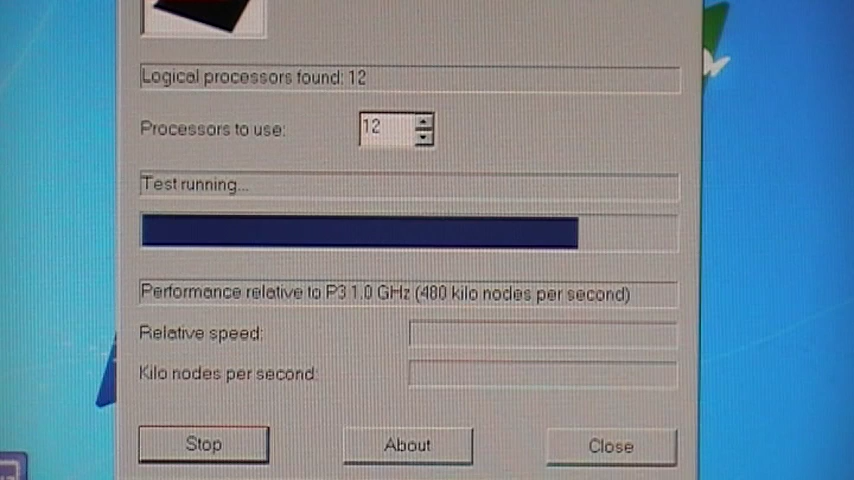 Logical processors found: 12
Processors to use: 12
Test running...
Performance relative to P3 1.0 GHz (480 kilo nodes per second)
Relative speed:
Kilo nodes per second:
Stop About Close